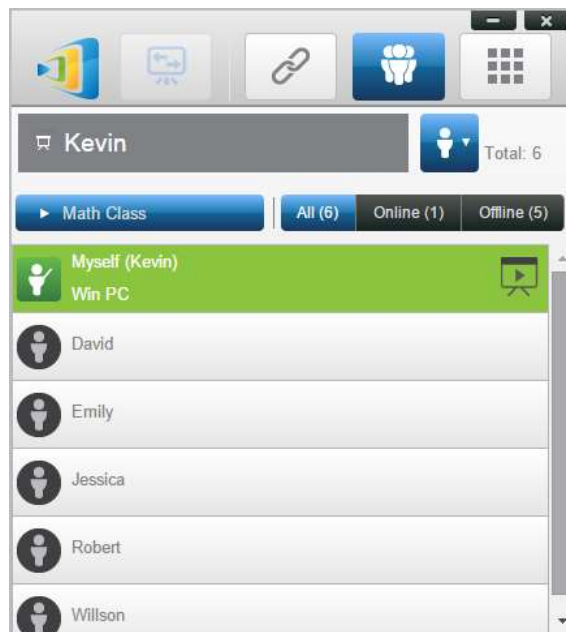 Kevin
Total: 6
Math Class
All (6)
Online (1)
Offline (5)
Myself (Kevin)
Win PC
David
Emily
Jessica
Robert
Willson